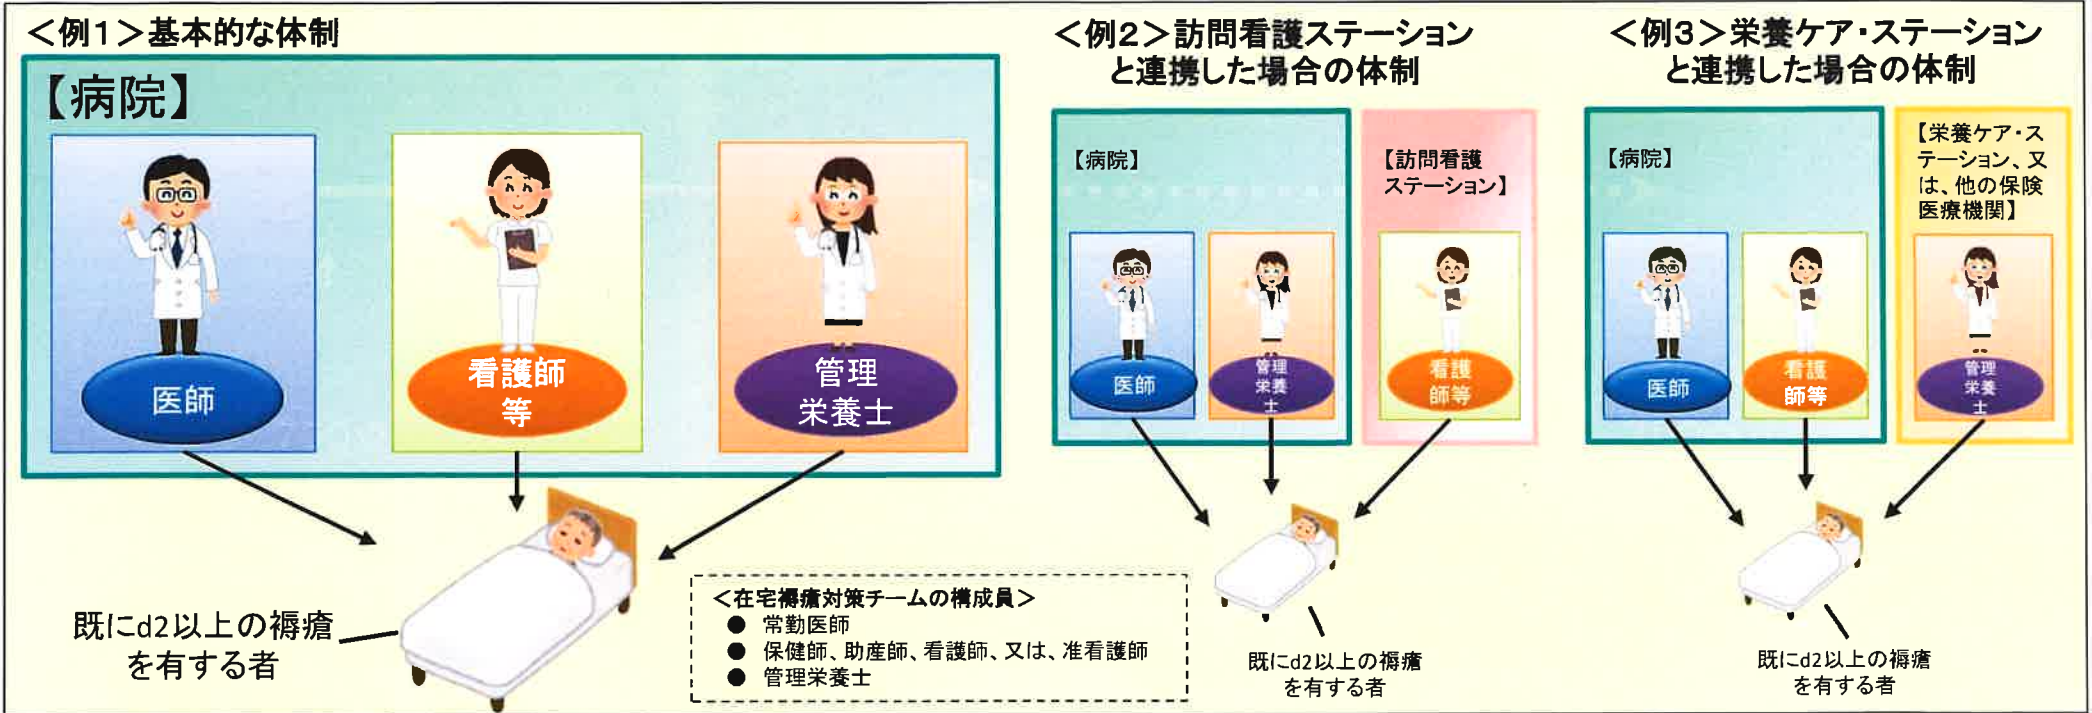 ＜例１＞基本的な体制
【病院】
医師
看護師
等
管理
栄養士
既にd2以上の褥瘡
を有する者
＜在宅褥瘡対策チームの構成員＞
● 常勤医師
● 保健師、助産師、看護師、又は、准看護師
● 管理栄養士
＜例２＞訪問看護ステーション
と連携した場合の体制
【病院】
医師
管理
栄養
士
【訪問看護
ステーション】
看護
師等
既にd2以上の褥瘡
を有する者
＜例３＞栄養ケア・ステーション
と連携した場合の体制
【病院】
医師
看護
師等
【栄養ケア・ス
テーション、又
は、他の保険
医療機関】
管理
栄養
士
既にd2以上の褥瘡
を有する者